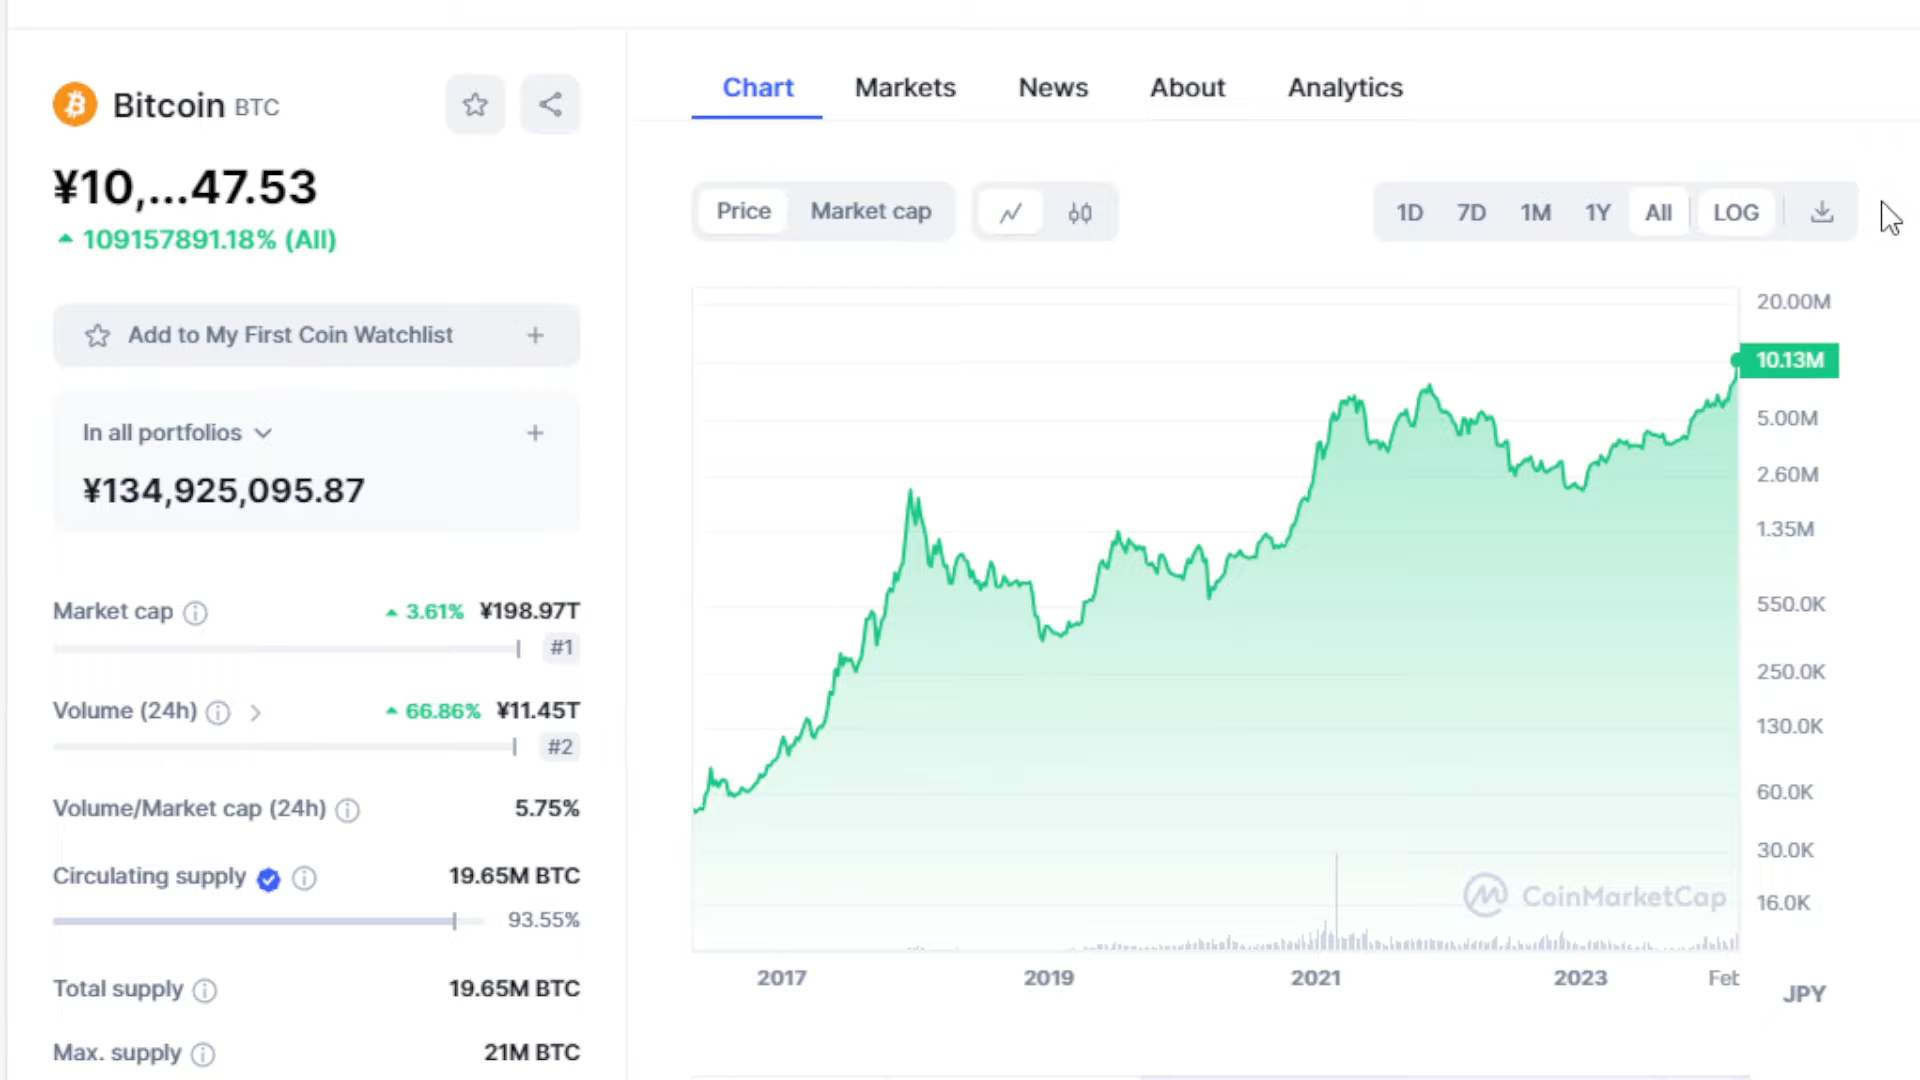 Bitcoin BTC
¥10,...47.53
109157891.18% (All)
Add to My First Coin Watchlist +
In all portfolios +
¥134,925,095.87
Market cap 3.61% ¥198.97T
#1
Volume (24h) 66.86% ¥11.45T
#2
Volume/Market cap (24h) 5.75%
Circulating supply 19.65M BTC
93.55%
Total supply 19.65M BTC
Max. supply 21M BTC
Chart Markets News About Analytics
Price Market cap
1D 7D 1M 1Y All LOG
20.00M
10.13M
5.00M
2.60M
1.35M
550.0K
250.0K
130.0K
60.0K
30.0K
16.0K
CoinMarketCap
2017 2019 2021 2023
JPY